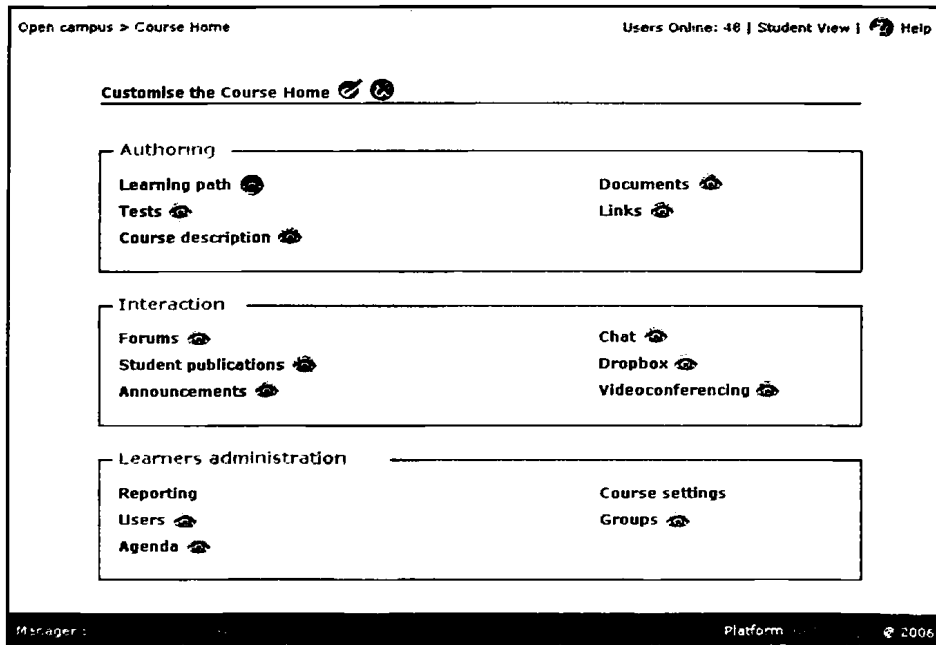 Open campus > Course Home
Users Online: 48 | Student View | Help
Customise the Course Home
Authoring
Learning path
Documents
Tests
Links
Course description
Interaction
Forums
Chat
Student publications
Dropbox
Announcements
Videoconferencing
Learners administration
Reporting
Course settings
Users
Groups
Agenda
Manager :
Platform
© 2006